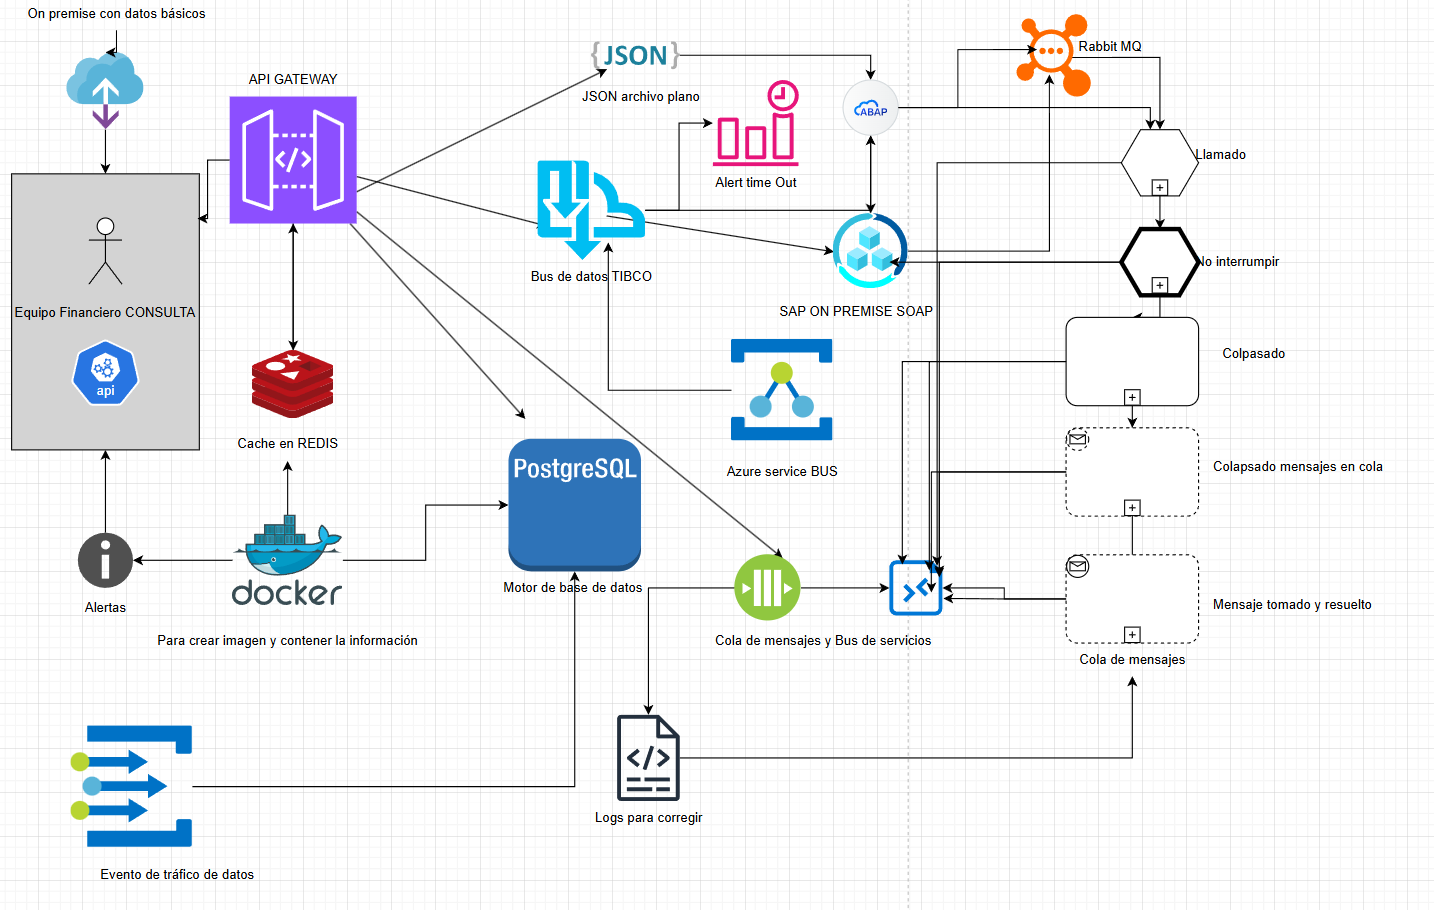 On premise con datos básicos
API GATEWAY
{JSON}
JSON archivo plano
Rabbit MQ
ABAP
Alert time Out
Llamado
Bus de datos TIBCO
No interrumpir
SAP ON PREMISE SOAP
Equipo Financiero CONSULTA
api
Colpasado
Cache en REDIS
PostgreSQL
Azure service BUS
Colapsado mensajes en cola
docker
Motor de base de datos
Alertas
Mensaje tomado y resuelto
Para crear imagen y contener la información
Cola de mensajes y Bus de servicios
Cola de mensajes
Logs para corregir
Evento de tráfico de datos